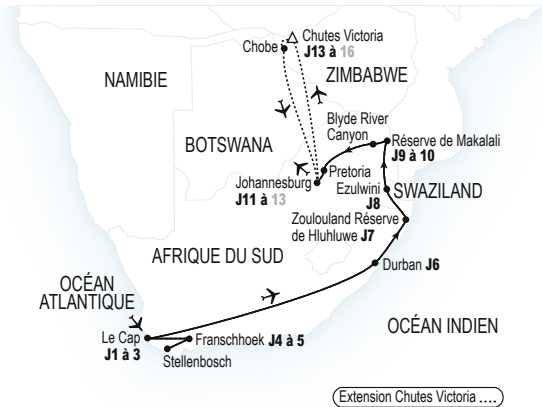 Chutes Victoria
J13 à 16
Chobe
NAMIBIE
ZIMBABWE
Blyde River
Canyon
BOTSWANA
Réserve de Makalali
J9 à 10
Pretoria
Johannesburg
J11 à 13
Ezulwini
J8
SWAZILAND
Zoulouland Réserve
de Hluhluwe J7
AFRIQUE DU SUD
Durban J6
OCÉAN
ATLANTIQUE
OCÉAN INDIEN
Le Cap
J1 à 3
Franschhoek J4 à 5
Stellenbosch
Extension Chutes Victoria ....